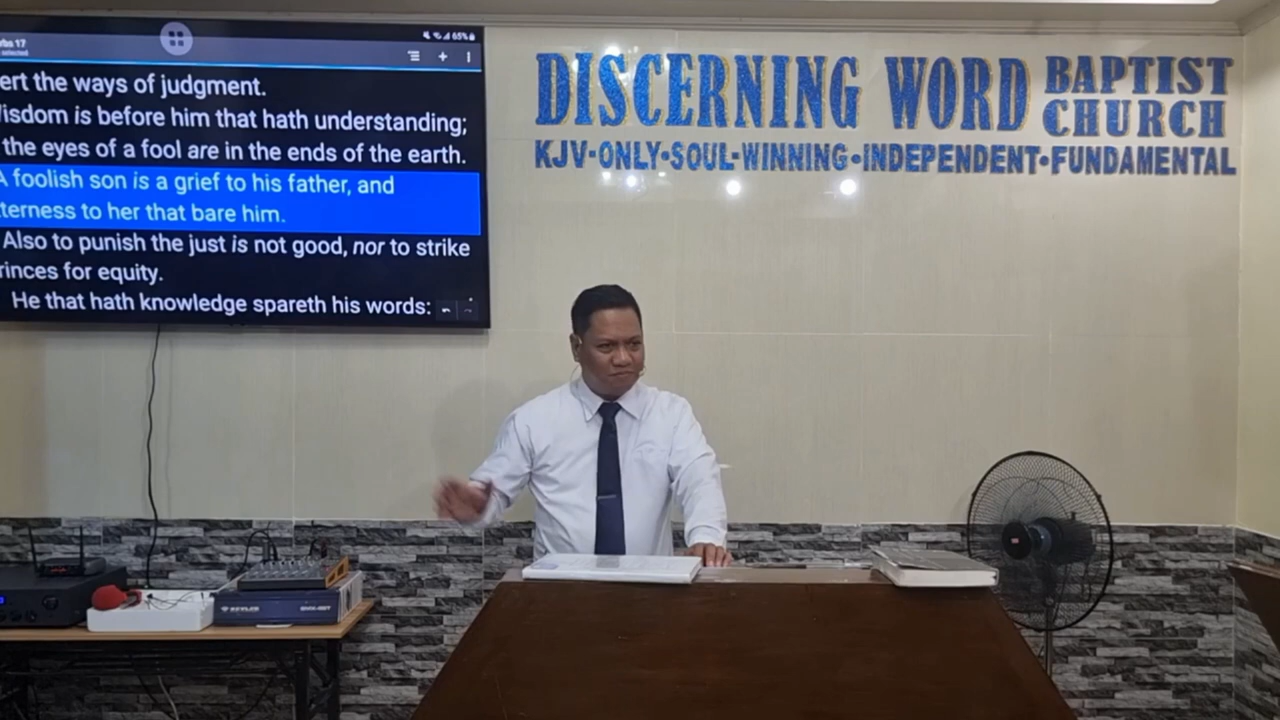 65%
selected
ert the ways of judgment.
isdom is before him that hath understanding;
the eyes of a fool are in the ends of the earth.
A foolish son is a grief to his father, and
terness to her that bare him.
Also to punish the just is not good, nor to strike
rinces for equity.
He that hath knowledge spareth his words:
DISCERNING WORD BAPTIST CHURCH
KJV-ONLY•SOUL-WINNING•INDEPENDENT•FUNDAMENTAL